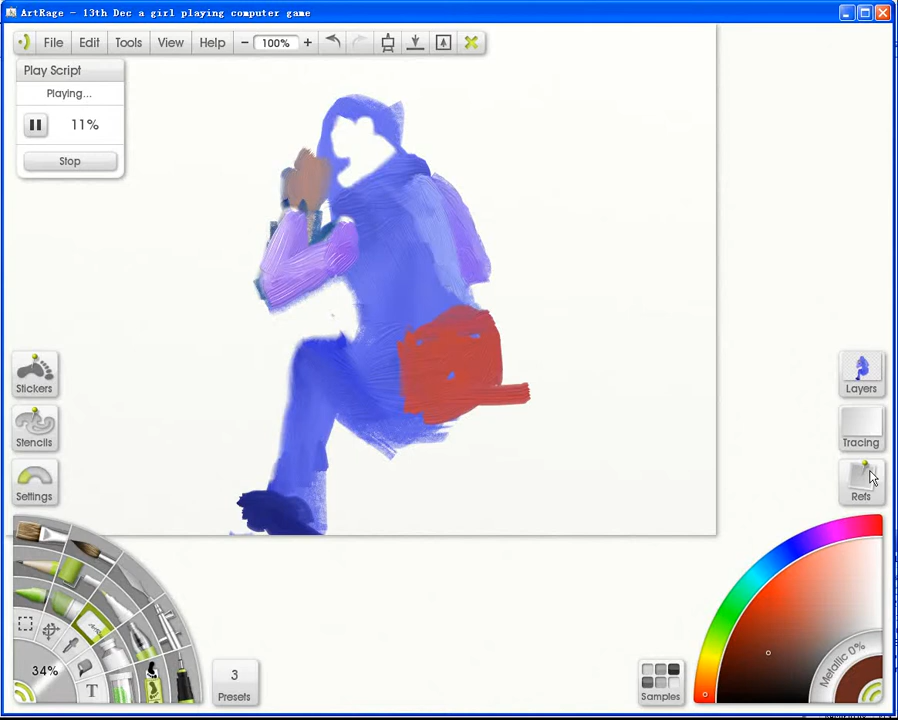 ArtRage - 13th Dec a girl playing computer game
File Edit Tools View Help − 100% +
Play Script
Playing...
11%
Stop
Stickers
Stencils
Settings
Layers
Tracing
Refs
34%
T
3
Presets
Samples
Metallic 0%